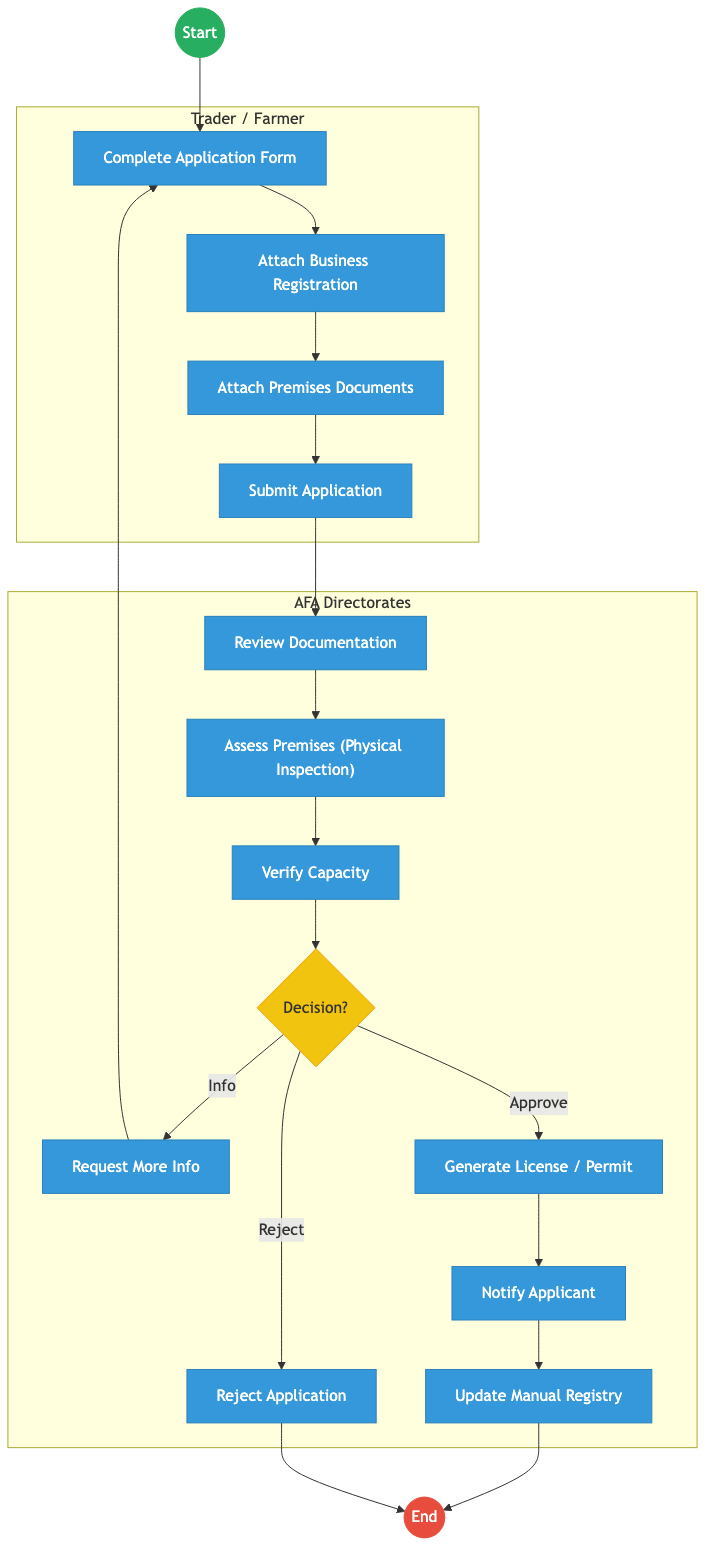 Start
Trader / Farmer
Complete Application Form
Attach Business
Registration
Attach Premises Documents
Submit Application
AFA Directorates
Review Documentation
Assess Premises (Physical
Inspection)
Verify Capacity
Decision?
Info
Approve
Request More Info
Generate License / Permit
Reject
Notify Applicant
Reject Application
Update Manual Registry
End